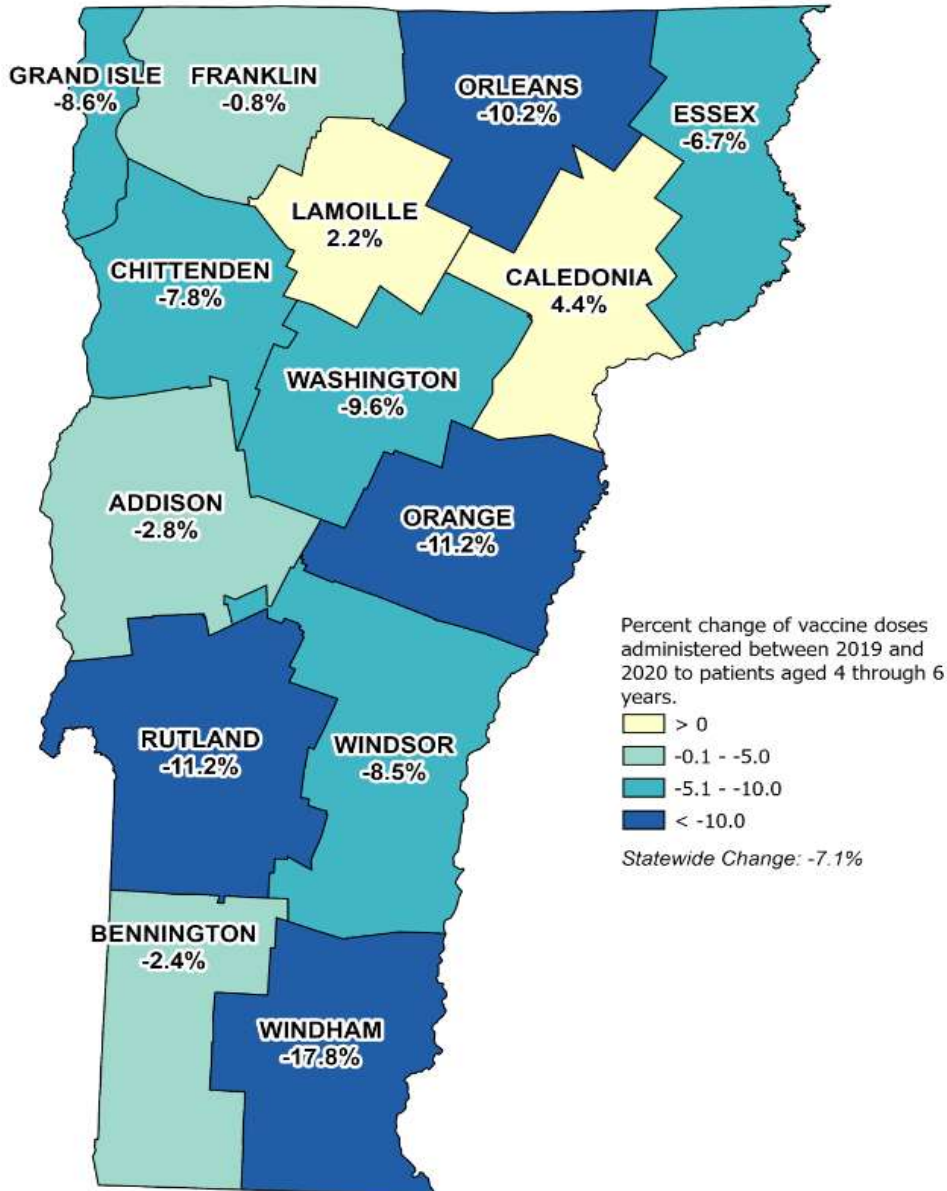 GRAND ISLE
-8.6%
FRANKLIN
-0.8%
ORLEANS
-10.2%
ESSEX
-6.7%
LAMOILLE
2.2%
CHITTENDEN
-7.8%
CALEDONIA
4.4%
WASHINGTON
-9.6%
ADDISON
-2.8%
ORANGE
-11.2%
RUTLAND
-11.2%
WINDSOR
-8.5%
BENNINGTON
-2.4%
WINDHAM
-17.8%
Percent change of vaccine doses
administered between 2019 and
2020 to patients aged 4 through 6
years.
> 0
-0.1 - -5.0
-5.1 - -10.0
< -10.0
Statewide Change: -7.1%